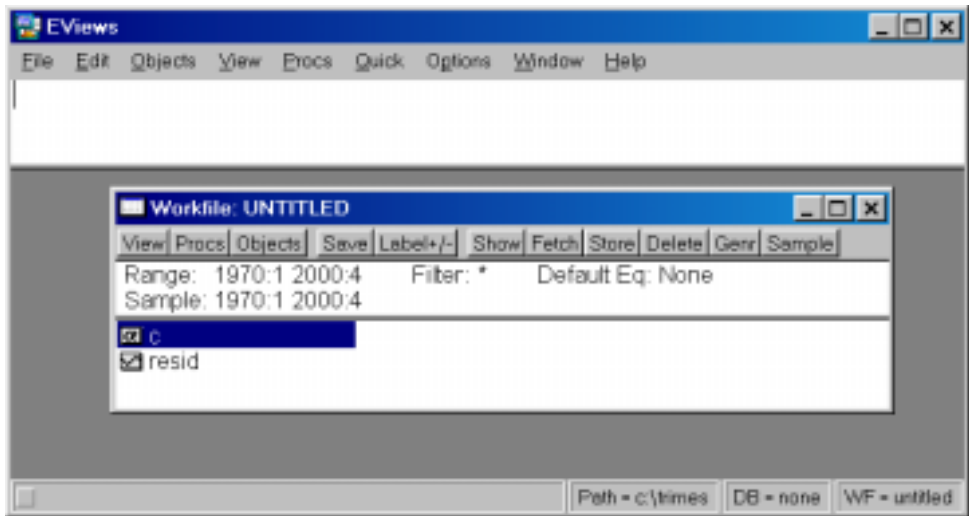 EViews
File Edit Objects View Procs Quick Options Window Help
Workfile: UNTITLED
View Procs Objects Save Label+/- Show Fetch Store Delete Genr Sample
Range: 1970:1 2000:4 Filter: * Default Eq: None
Sample: 1970:1 2000:4
c
resid
Path = c:\trimes DB = none WF = untitled